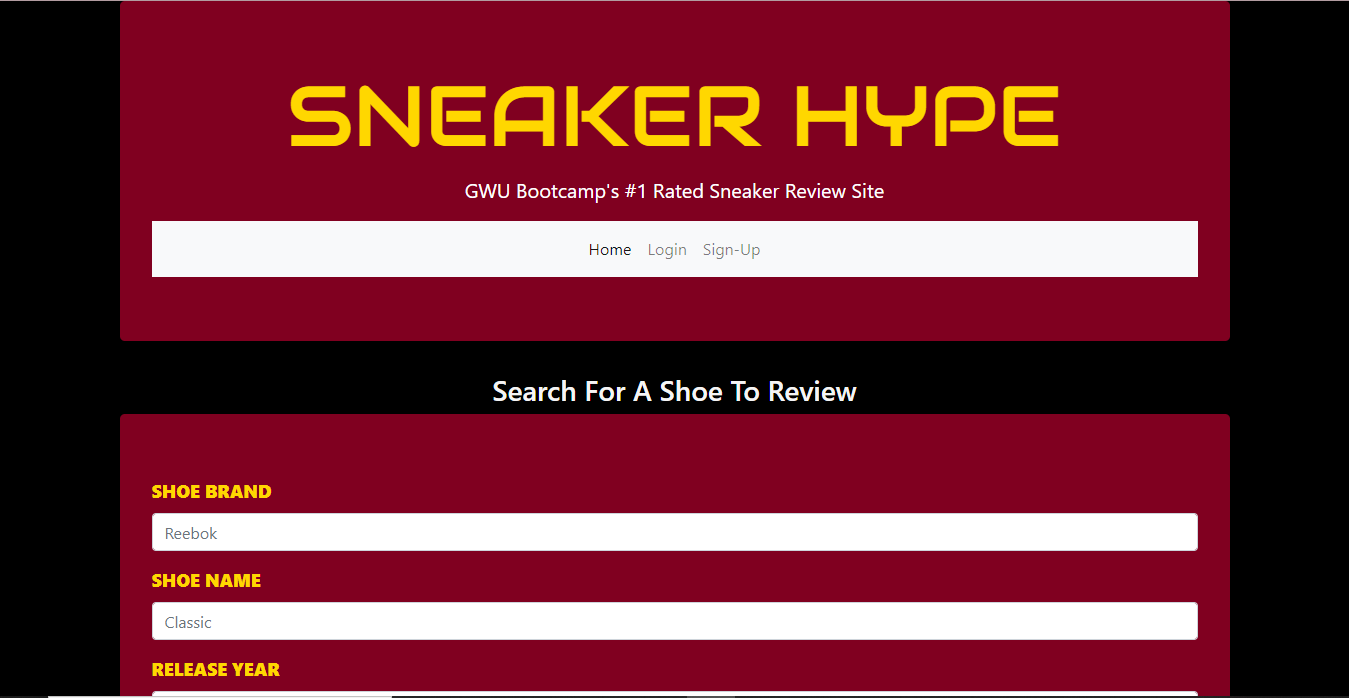 SNEAKER HYPE
GWU Bootcamp's #1 Rated Sneaker Review Site
Home Login Sign-Up
Search For A Shoe To Review
SHOE BRAND
Reebok
SHOE NAME
Classic
RELEASE YEAR